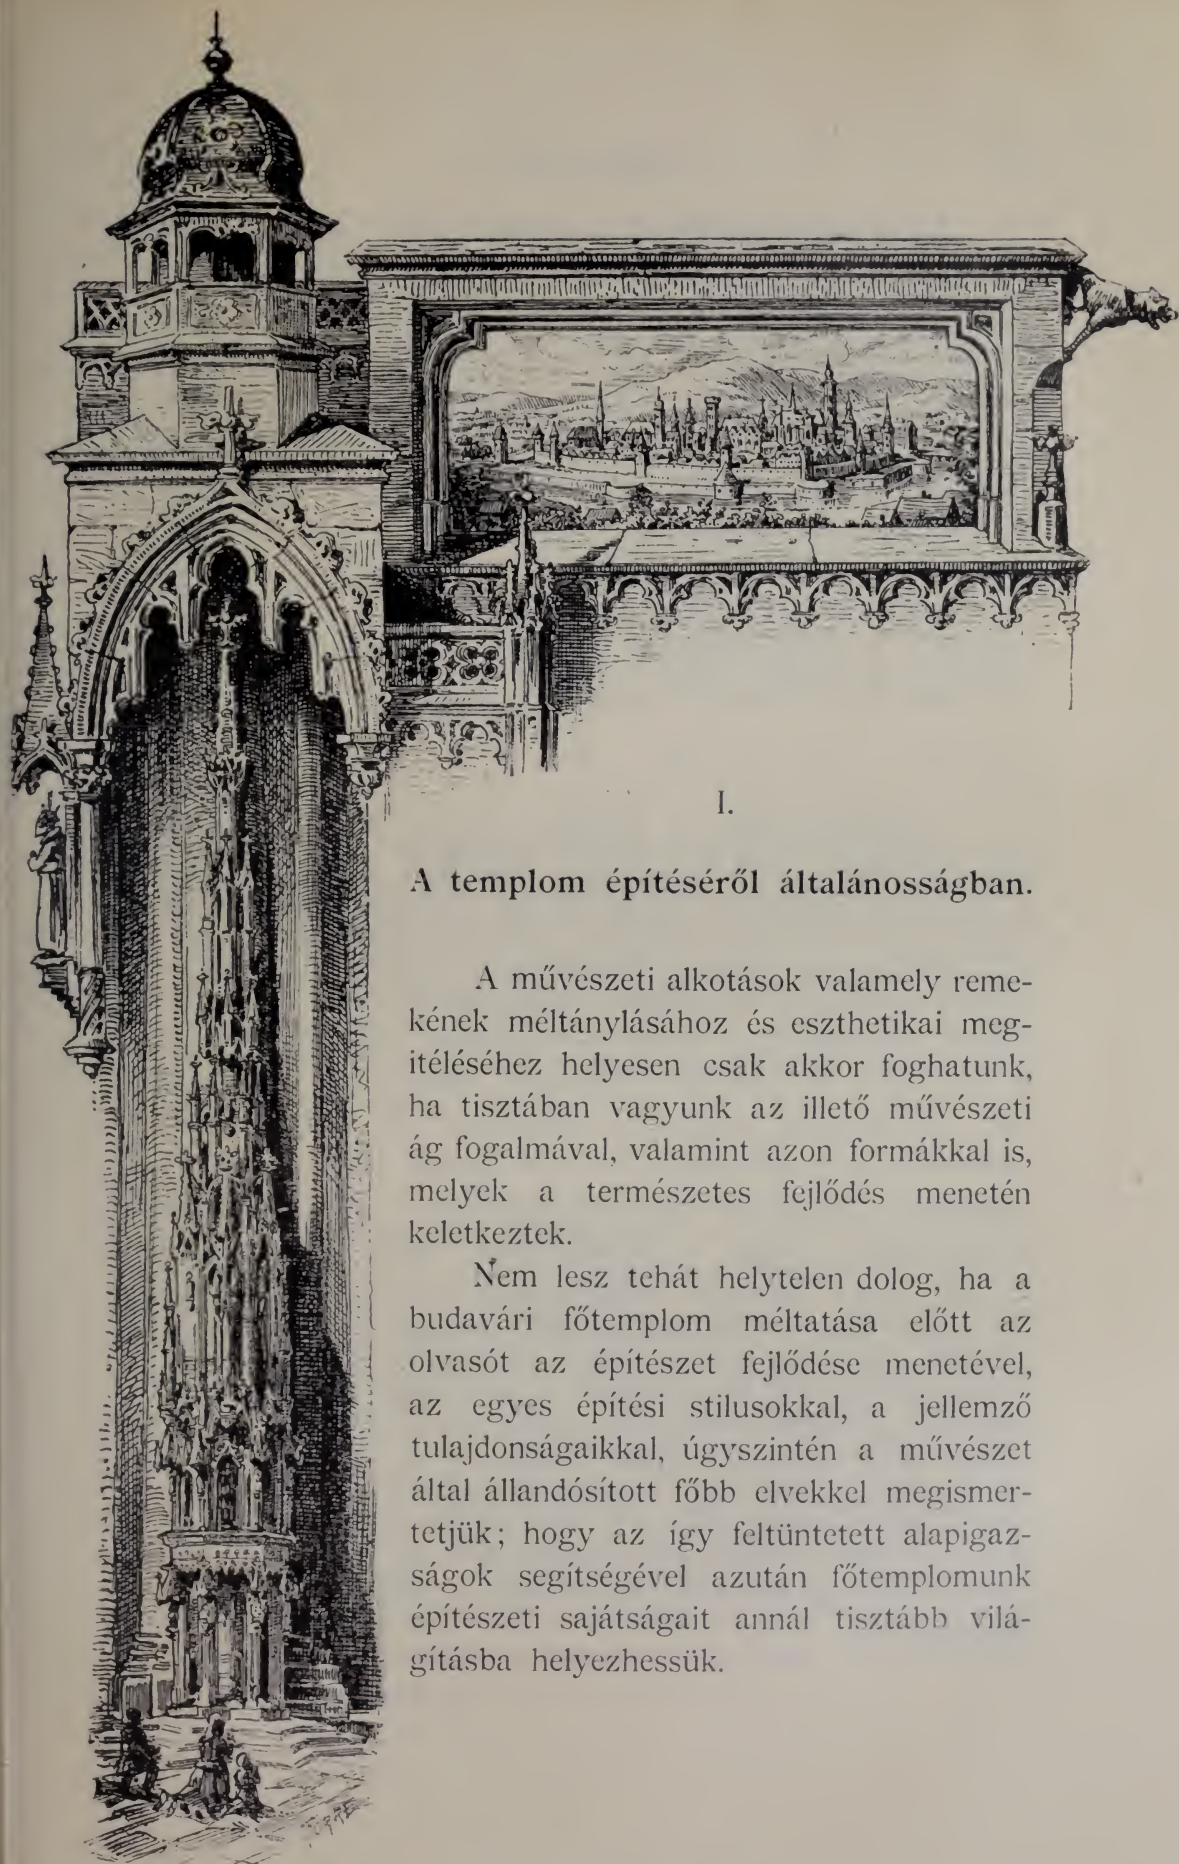 I.
A templom építéséről általánosságban.
A művészeti alkotások valamely reme-
kének méltánylásához és eszthetikai meg-
itéléséhez helyesen csak akkor foghatunk,
ha tisztában vagyunk az illető művészeti
ág fogalmával, valamint azon formákkal is,
melyek a természetes fejlődés menetén
keletkeztek.
Nem lesz tehát helytelen dolog, ha a
budavári főtemplom méltatása előtt az
olvasót az építészet fejlődése menetével,
az egyes építési stilusokkal, a jellemző
tulajdonságaikkal, úgyszintén a művészet
által állandósított főbb elvekkel megismer-
tetjük; hogy az így feltüntetett alapigaz-
ságok segítségével azután főtemplomunk
építészeti sajátságait annál tisztább vilá-
gításba helyezhessük.